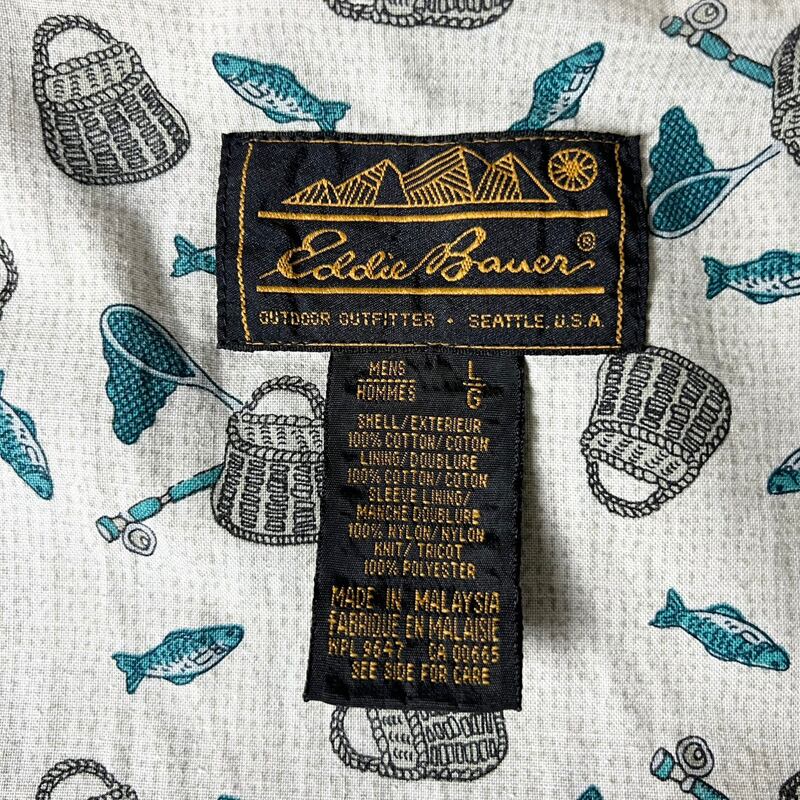 Eddie Bauer ®
OUTDOOR OUTFITTER • SEATTLE, U.S.A.
MENS L
HOMMES G
SHELL/EXTERIEUR
100% COTTON/COTON
LINING/DOUBLURE
100% COTTON/COTON
SLEEVE LINING/
MARCHE DOUBLURE
100% NYLON/NYLON
KNIT/TRICOT
100% POLYESTER
MADE IN MALAYSIA
FABRIQUE EN MALAISIE
RPL 9647 CA 00665
SEE SIDE FOR CARE